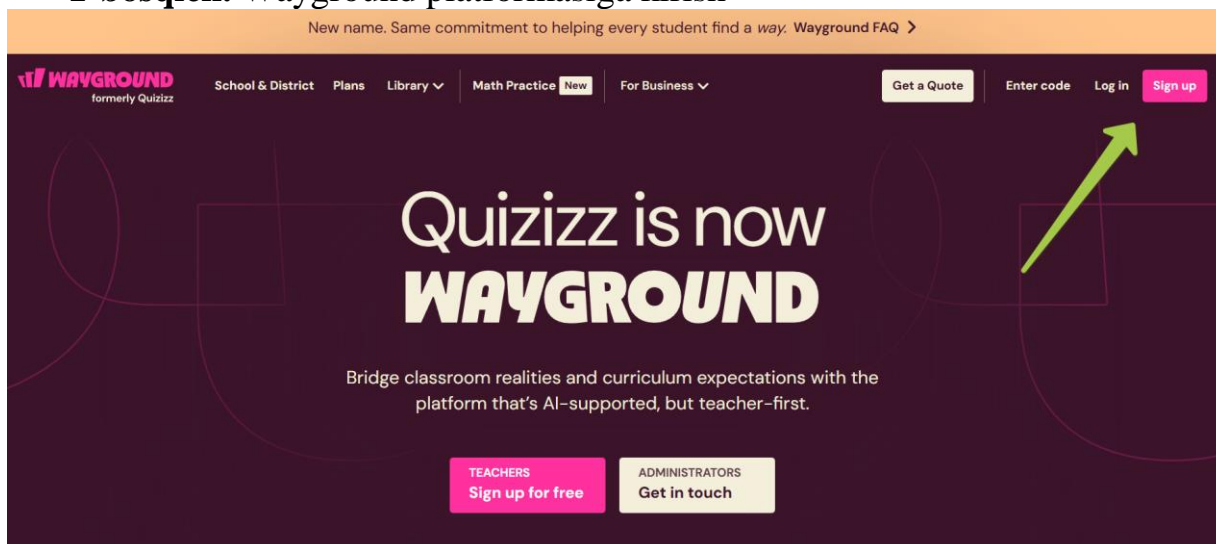 Wayground platformasiga kirish
New name. Same commitment to helping every student find a way. Wayground FAQ >
WAYGROUND
formerly Quizizz
School & District Plans Library Math Practice New For Business Get a Quote Enter code Log in Sign up
Quizizz is now
WAYGROUND
Bridge classroom realities and curriculum expectations with the
platform that's AI-supported, but teacher-first.
TEACHERS
Sign up for free
ADMINISTRATORS
Get in touch